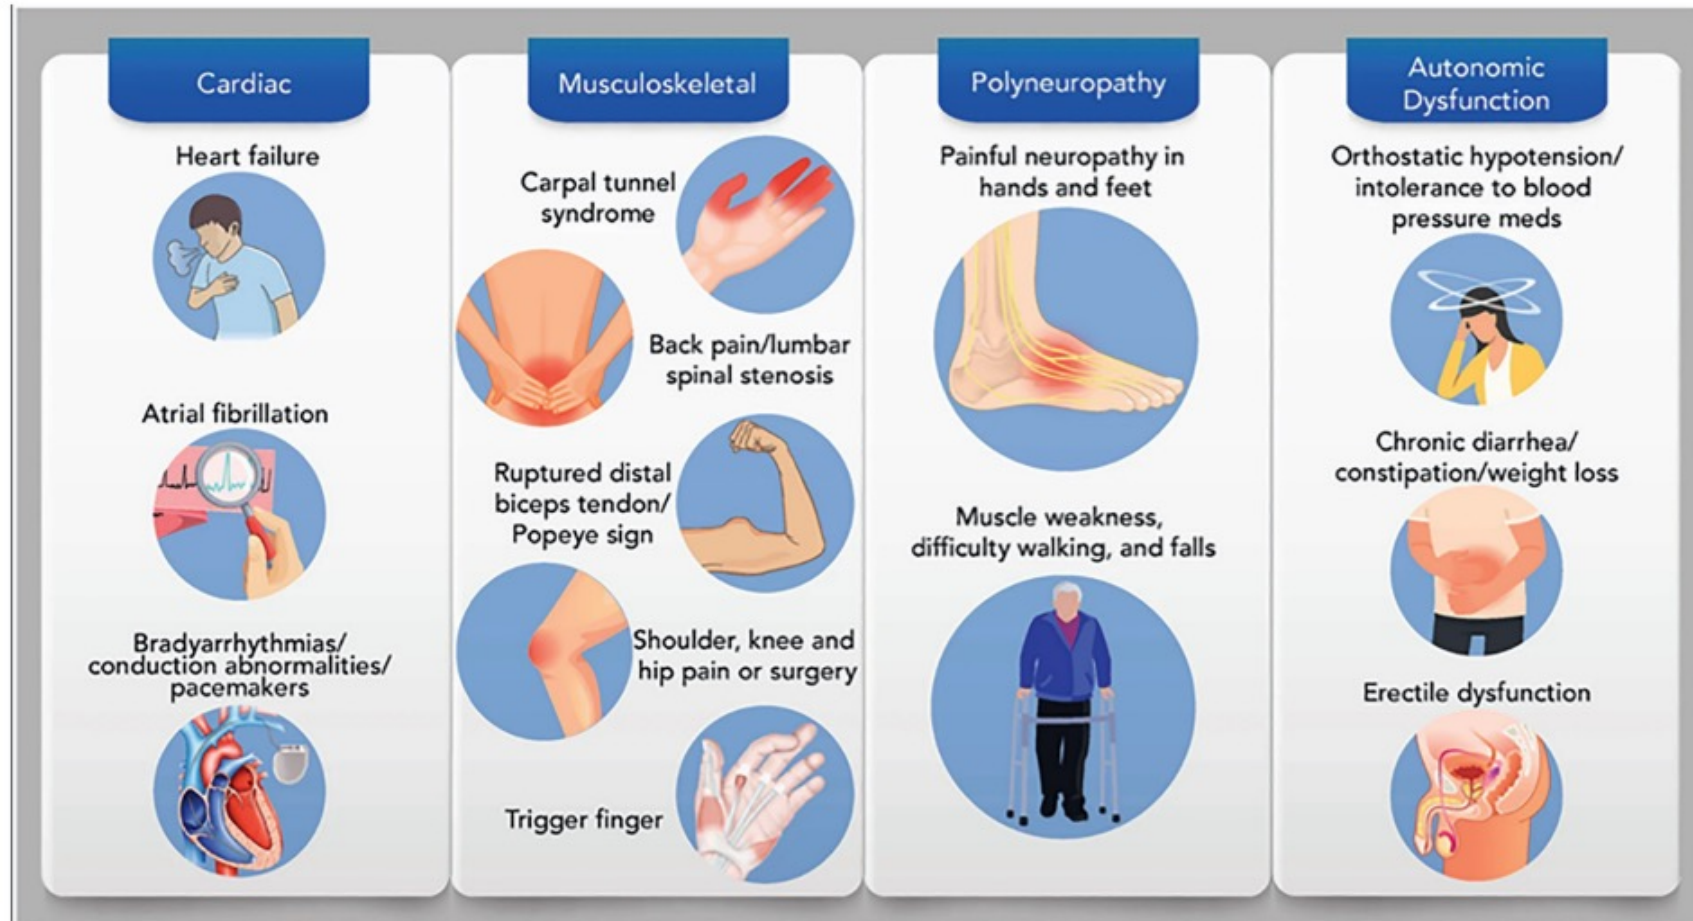 Cardiac
Heart failure
Atrial fibrillation
Bradyarrhythmias/
conduction abnormalities/
pacemakers
Musculoskeletal
Carpal tunnel
syndrome
Back pain/lumbar
spinal stenosis
Ruptured distal
biceps tendon/
Popeye sign
Shoulder, knee and
hip pain or surgery
Trigger finger
Polyneuropathy
Painful neuropathy in
hands and feet
Muscle weakness,
difficulty walking, and falls
Autonomic
Dysfunction
Orthostatic hypotension/
intolerance to blood
pressure meds
Chronic diarrhea/
constipation/weight loss
Erectile dysfunction